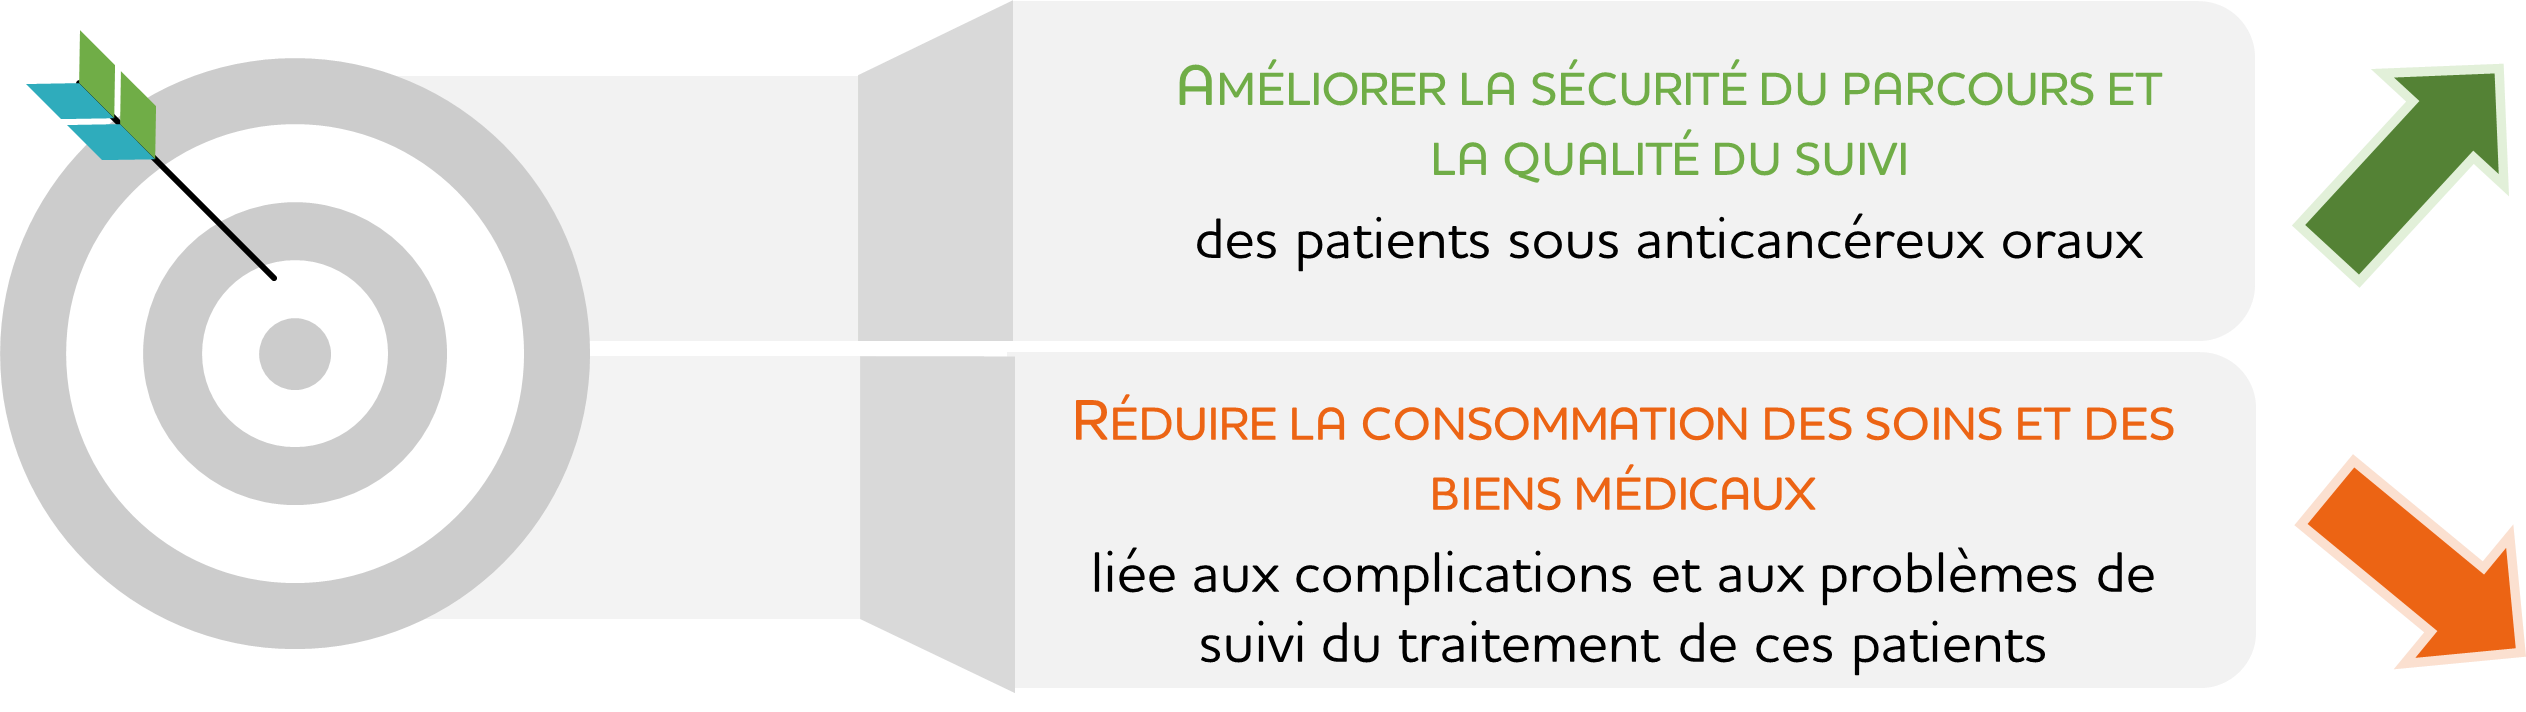 AMÉLIORER LA SÉCURITÉ DU PARCOURS ET
LA QUALITÉ DU SUIVI
des patients sous anticancéreux oraux
RÉDUIRE LA CONSOMMATION DES SOINS ET DES
BIENS MÉDICAUX
liée aux complications et aux problèmes de
suivi du traitement de ces patients